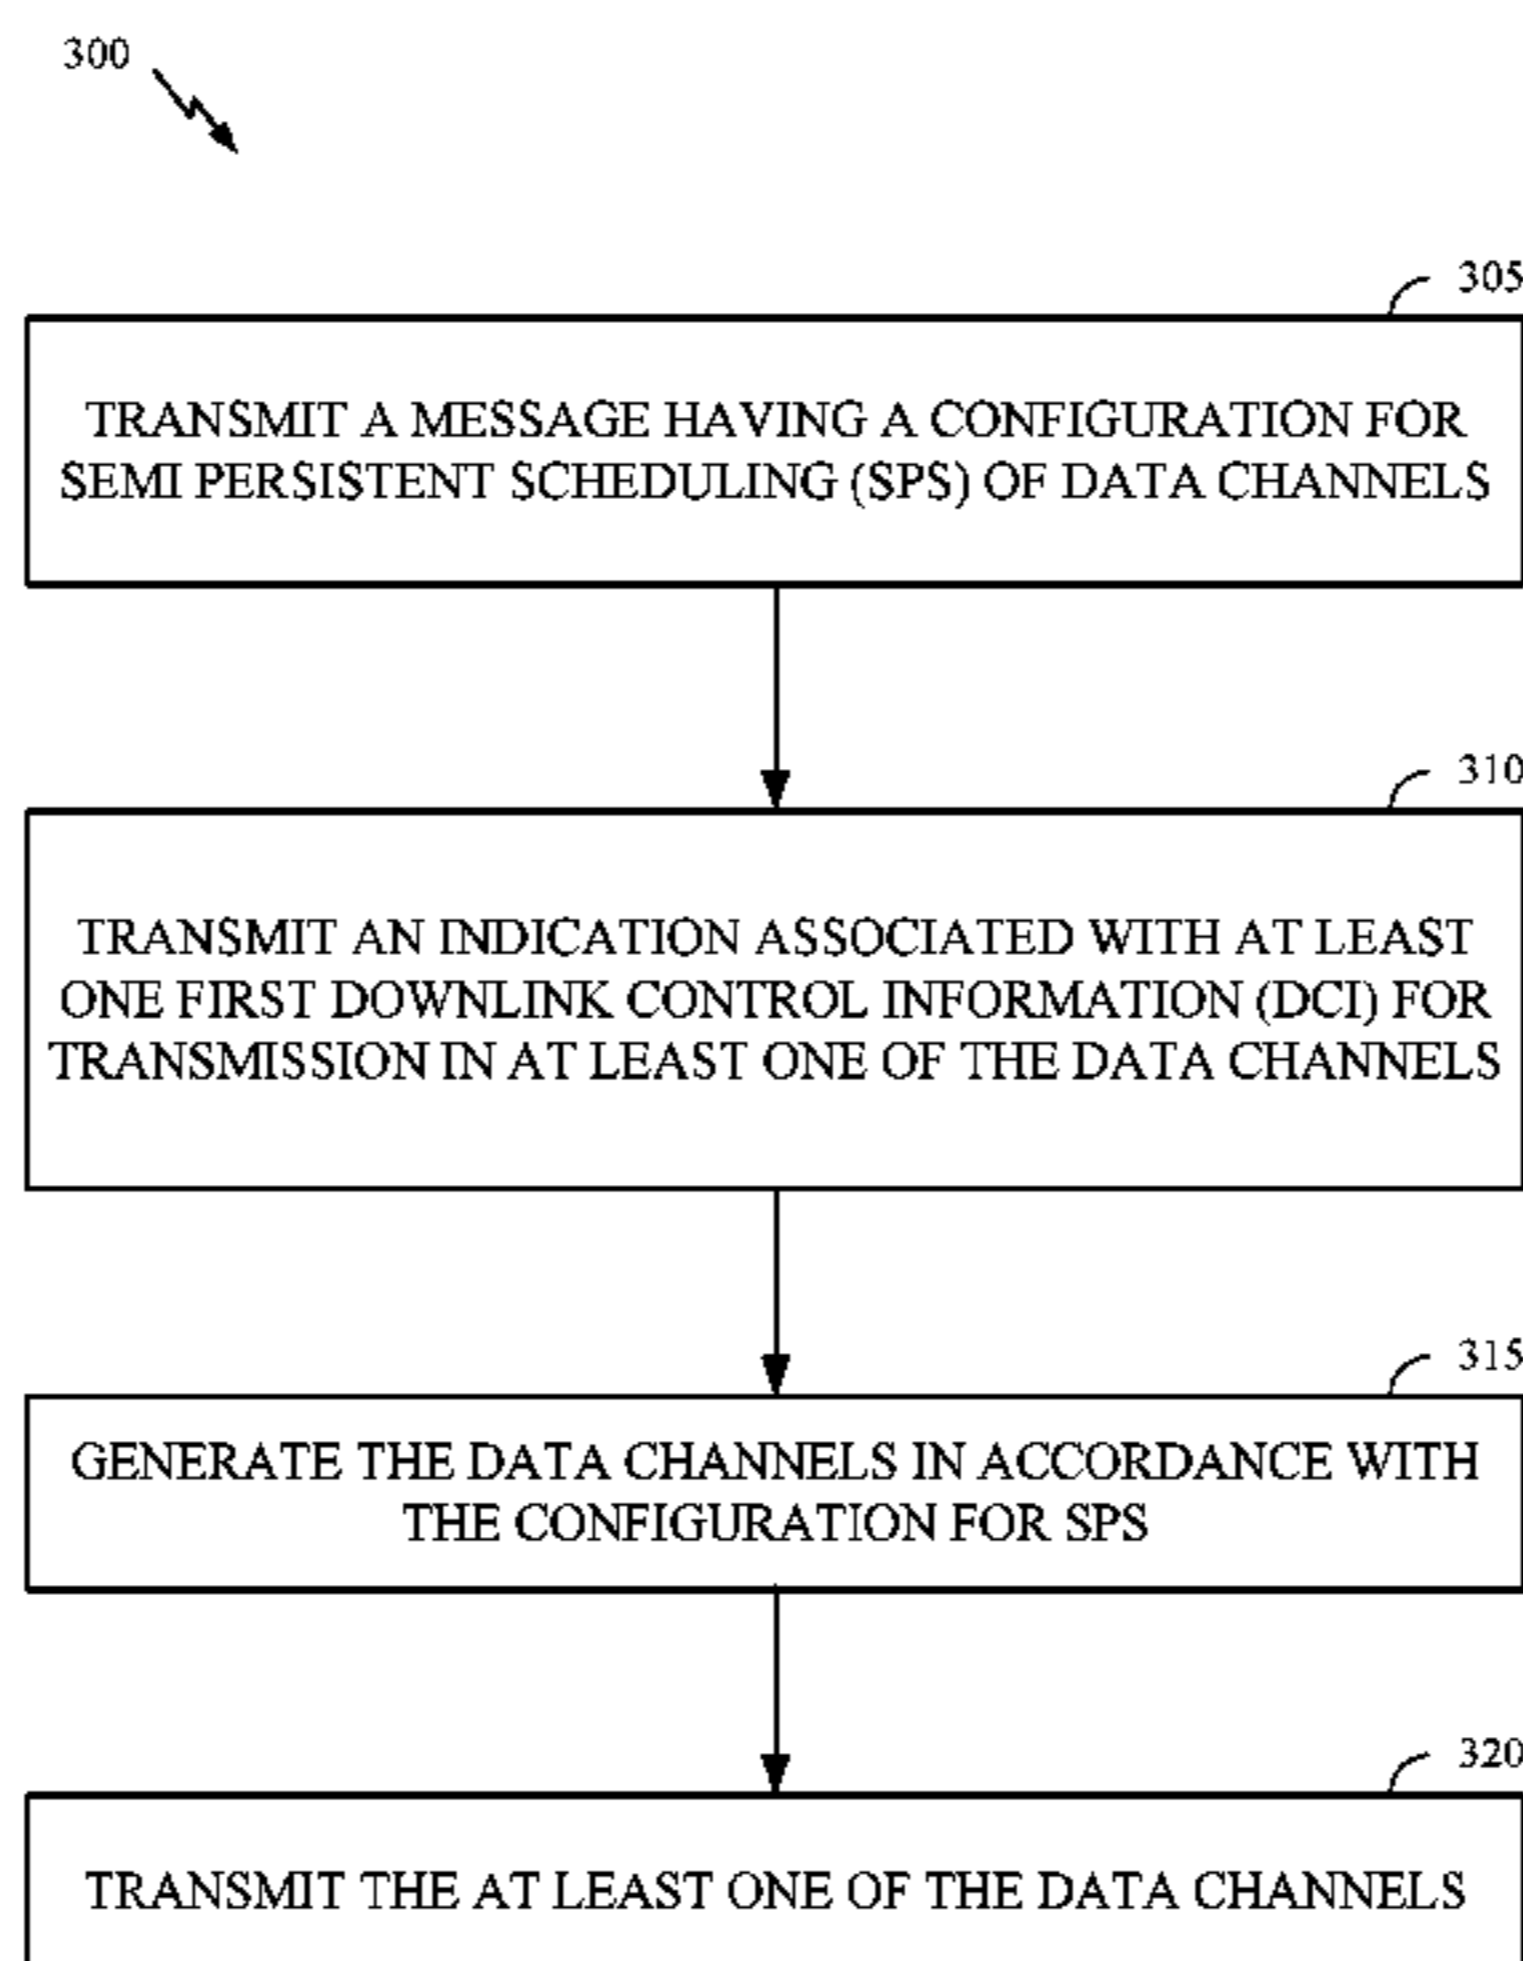 300
305
TRANSMIT A MESSAGE HAVING A CONFIGURATION FOR
SEMI PERSISTENT SCHEDULING (SPS) OF DATA CHANNELS
310
TRANSMIT AN INDICATION ASSOCIATED WITH AT LEAST
ONE FIRST DOWNLINK CONTROL INFORMATION (DCI) FOR
TRANSMISSION IN AT LEAST ONE OF THE DATA CHANNELS
315
GENERATE THE DATA CHANNELS IN ACCORDANCE WITH
THE CONFIGURATION FOR SPS
320
TRANSMIT THE AT LEAST ONE OF THE DATA CHANNELS